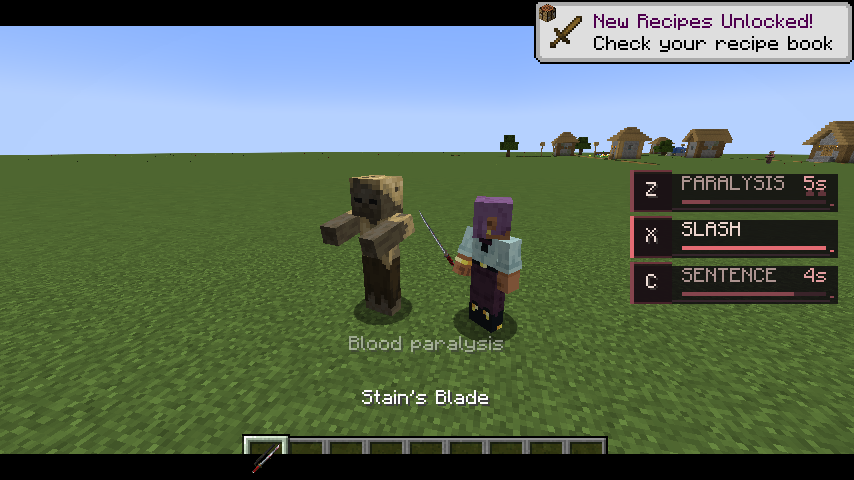 New Recipes Unlocked!
Check your recipe book
Z PARALYSIS 5s
X SLASH
C SENTENCE 4s
Blood paralysis
Stain's Blade